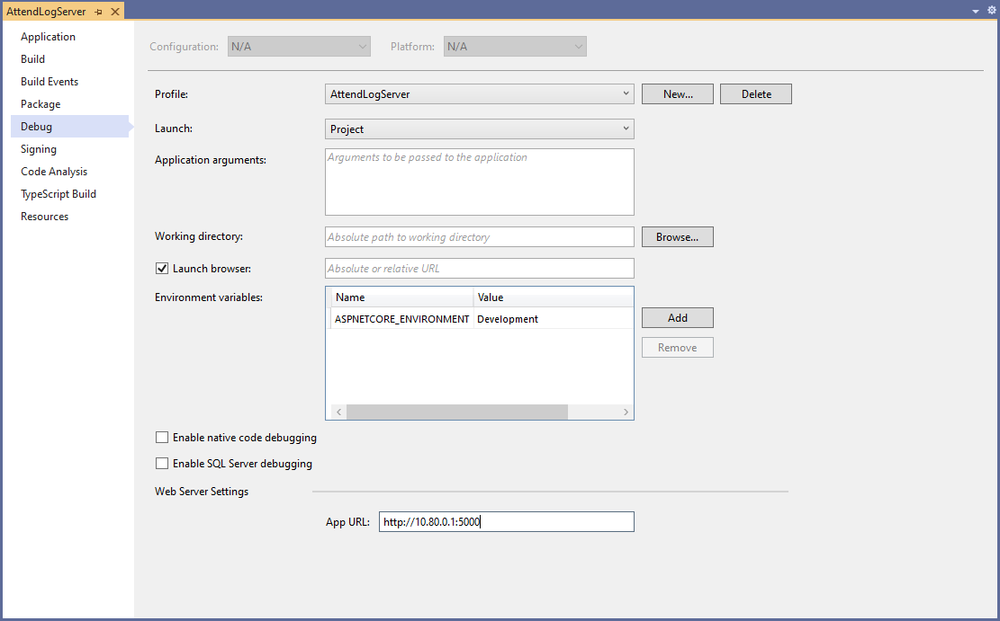 AttendLogServer
Application
Build
Build Events
Package
Debug
Signing
Code Analysis
TypeScript Build
Resources
Configuration: N/A Platform: N/A
Profile: AttendLogServer New... Delete
Launch: Project
Application arguments: Arguments to be passed to the application
Working directory: Absolute path to working directory Browse...
Launch browser: Absolute or relative URL
Environment variables: Name Value
ASPNETCORE_ENVIRONMENT Development Add
Remove
Enable native code debugging
Enable SQL Server debugging
Web Server Settings
App URL: http://10.80.0.1:5000